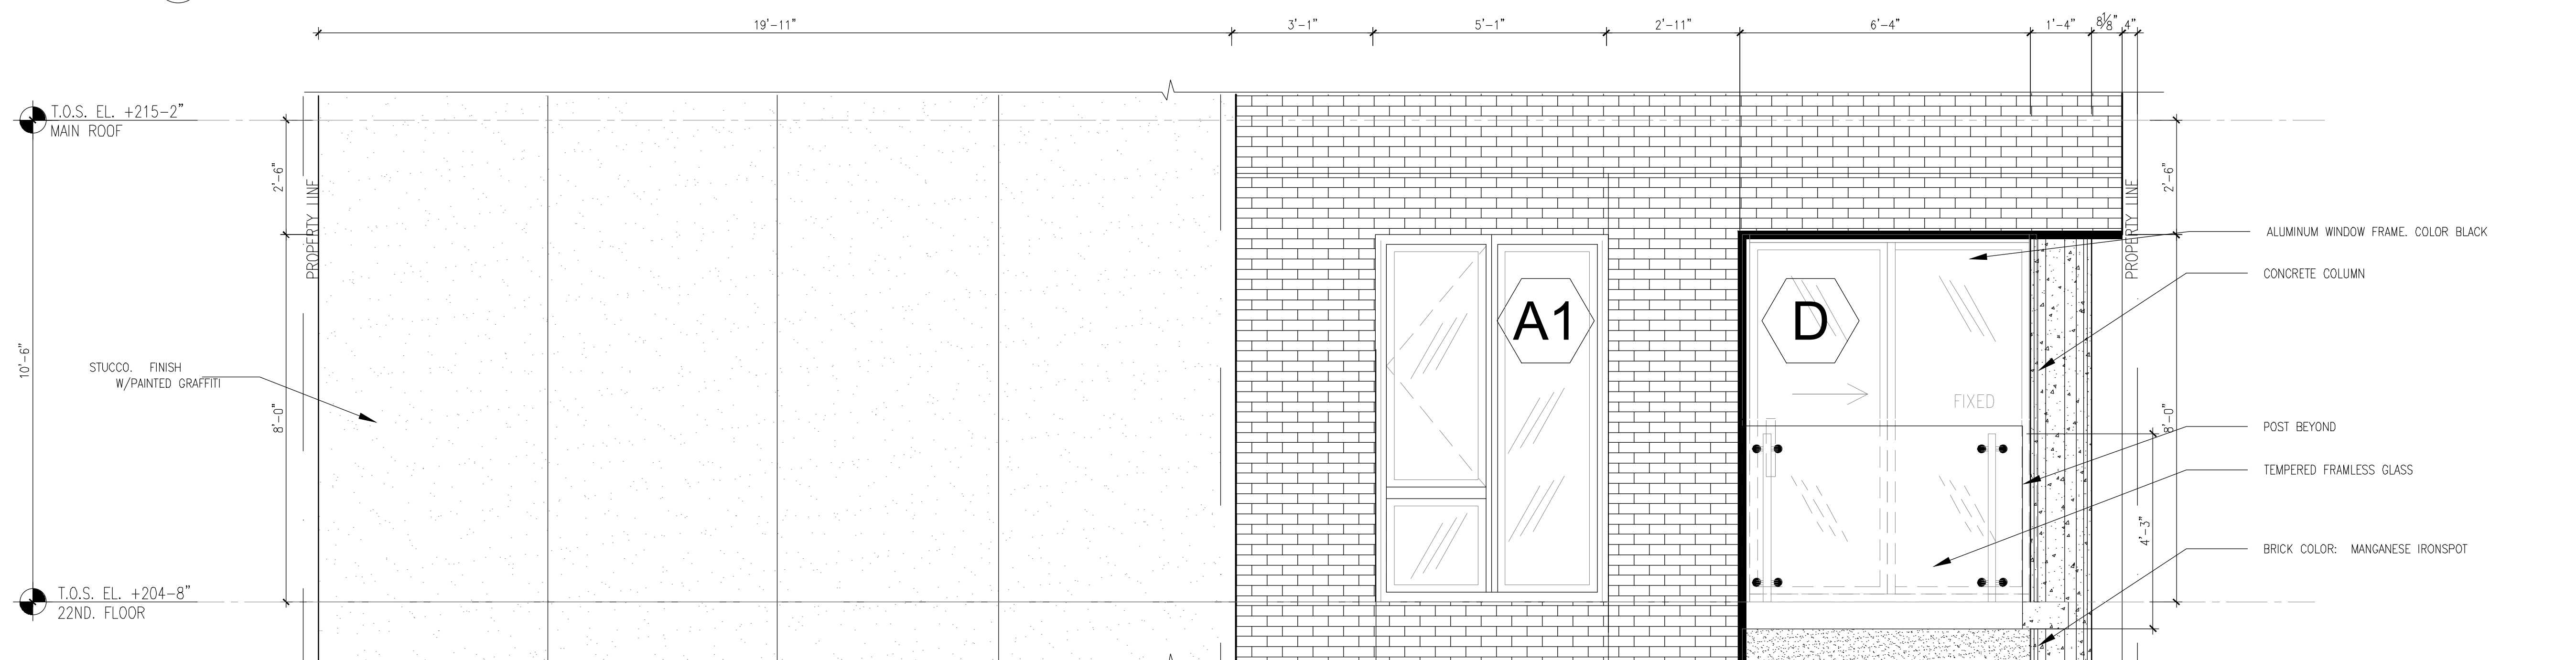 19'-11"
3'-1"
5'-1"
2'-11"
6'-4"
1'-4"
8⅛"
4"
T.O.S. EL. +215-2"
MAIN ROOF
2'-6"
PROPERTY LINE
2'-6"
PROPERTY LINE
ALUMINUM WINDOW FRAME. COLOR BLACK
CONCRETE COLUMN
A1
D
10'-6"
STUCCO. FINISH
W/PAINTED GRAFFITI
8'-0"
FIXED
8'-0"
POST BEYOND
TEMPERED FRAMLESS GLASS
4'-3"
BRICK COLOR: MANGANESE IRONSPOT
T.O.S. EL. +204-8"
22ND. FLOOR